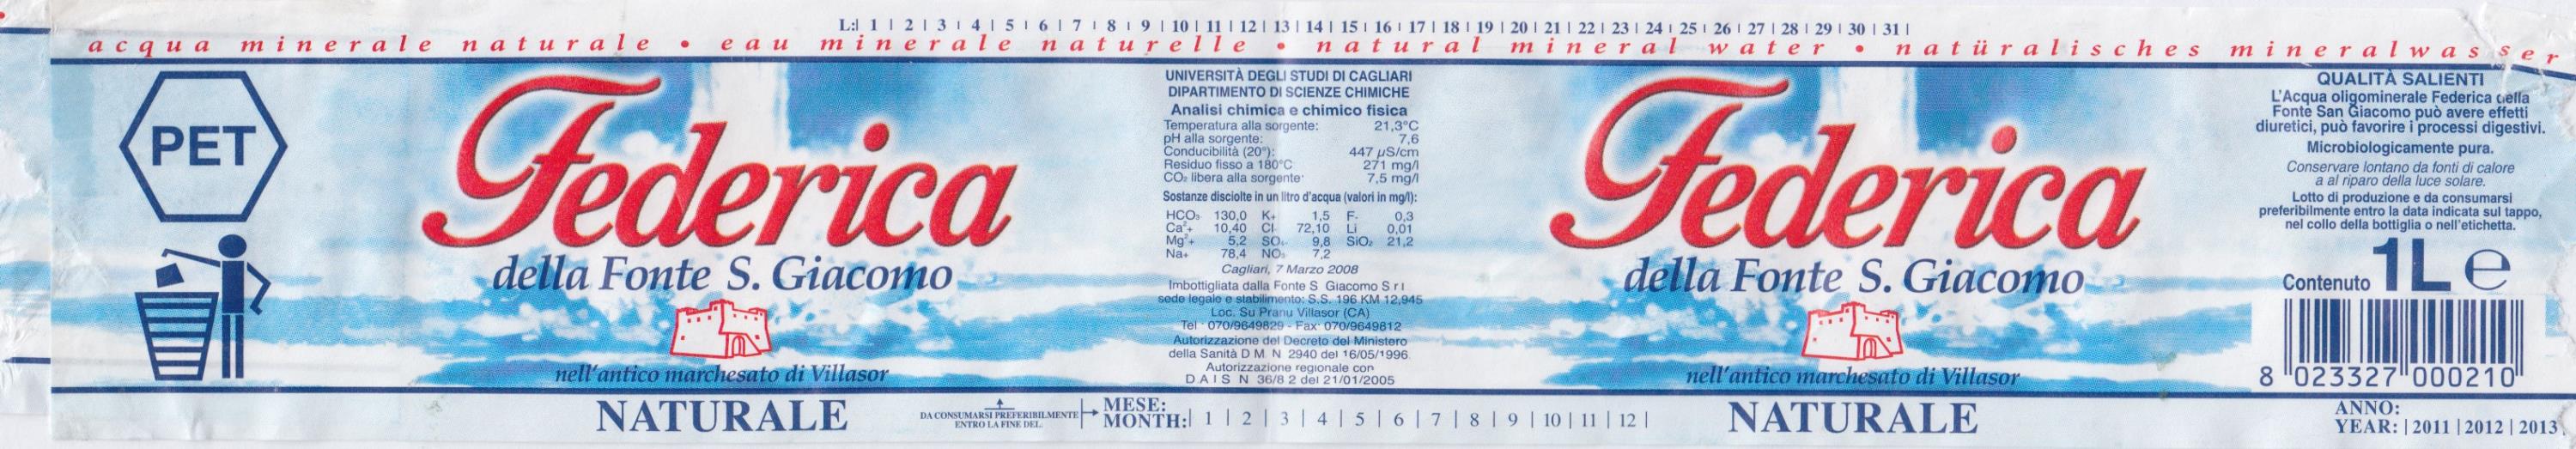 L:| 1 | 2 | 3 | 4 | 5 | 6 | 7 | 8 | 9 | 10 | 11 | 12 | 13 | 14 | 15 | 16 | 17 | 18 | 19 | 20 | 21 | 22 | 23 | 24 | 25 | 26 | 27 | 28 | 29 | 30 | 31 |
acqua minerale naturale • eau minerale naturelle • natural mineral water • natüralisches mineralwasser
PET
Federica
della Fonte S. Giacomo
nell'antico marchesato di Villasor
NATURALE
UNIVERSITÀ DEGLI STUDI DI CAGLIARI
DIPARTIMENTO DI SCIENZE CHIMICHE
Analisi chimica e chimico fisica
Temperatura alla sorgente: 21,3°C
pH alla sorgente: 7,6
Conducibilità (20°): 447 µS/cm
Residuo fisso a 180°C 271 mg/l
CO₂ libera alla sorgente: 7,5 mg/l
Sostanze disciolte in un litro d'acqua (valori in mg/l):
HCO₃ 130,0 K+ 1,5 F- 0,3
Ca²+ 10,40 Cl- 72,10 Li 0,01
Mg²+ 5,2 SO₄- 9,8 SiO₂ 21,2
Na+ 78,4 NO₃ 7,2
Cagliari, 7 Marzo 2008
Imbottigliata dalla Fonte S Giacomo S r l
sede legale e stabilimento: S.S. 196 KM 12,945
Loc. Su Pranu Villasor (CA)
Tel 070/9649829 - Fax 070/9649812
Autorizzazione del Decreto del Ministero
della Sanità D M N 2940 del 16/05/1996
Autorizzazione regionale con
D A I S N 36/8 2 del 21/01/2005
DA CONSUMARSI PREFERIBILMENTE
ENTRO LA FINE DEL
MESE:
MONTH:| 1 | 2 | 3 | 4 | 5 | 6 | 7 | 8 | 9 | 10 | 11 | 12 |
Federica
della Fonte S. Giacomo
nell'antico marchesato di Villasor
NATURALE
QUALITÀ SALIENTI
L'Acqua oligominerale Federica della
Fonte San Giacomo può avere effetti
diuretici, può favorire i processi digestivi.
Microbiologicamente pura.
Conservare lontano da fonti di calore
a al riparo della luce solare.
Lotto di produzione e da consumarsi
preferibilmente entro la data indicata sul tappo,
nel collo della bottiglia o nell'etichetta.
Contenuto 1L e
8 023327 000210
ANNO:
YEAR: | 2011 | 2012 | 2013